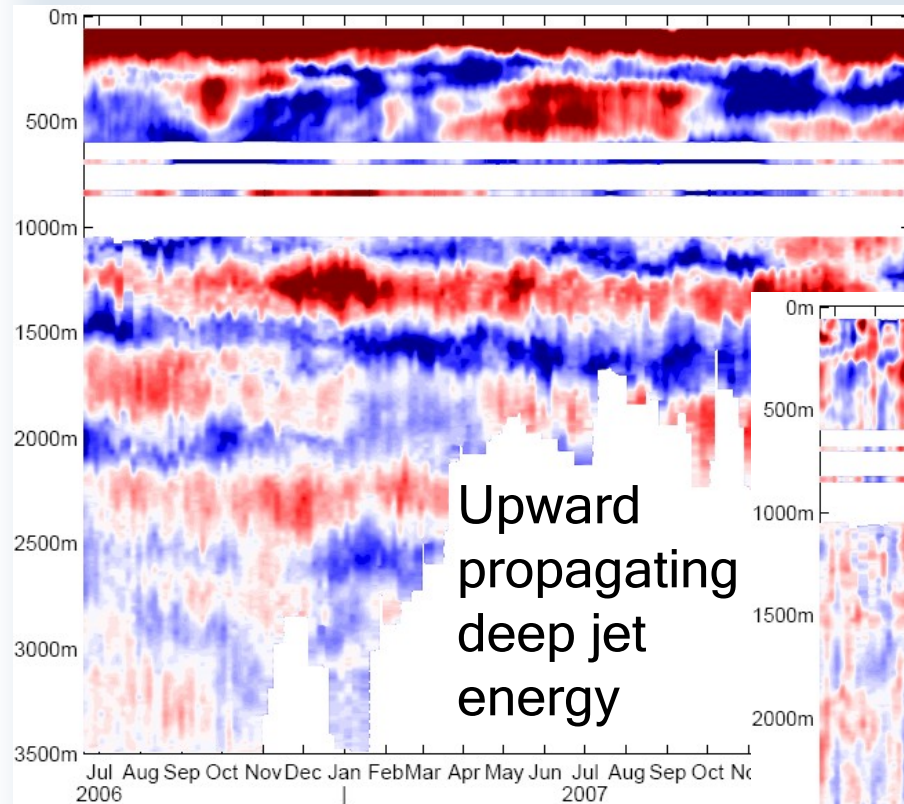 0m
500m
1000m
1500m
2000m
2500m
3000m
3500m
Jul Aug Sep Oct Nov Dec Jan Feb Mar Apr May Jun Jul Aug Sep Oct
2006 2007
Upward
propagating
deep jet
energy
0m
500m
1000m
1500m
2000m